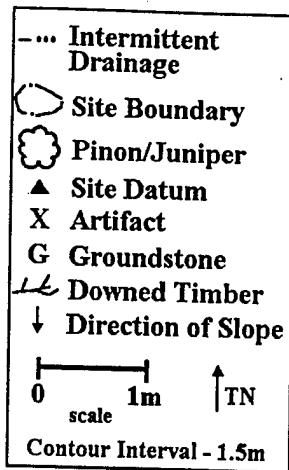 Intermittent
Drainage
Site Boundary
Pinon/Juniper
Site Datum
X Artifact
G Groundstone
Downed Timber
Direction of Slope
0 1m
scale
TN
Contour Interval - 1.5m